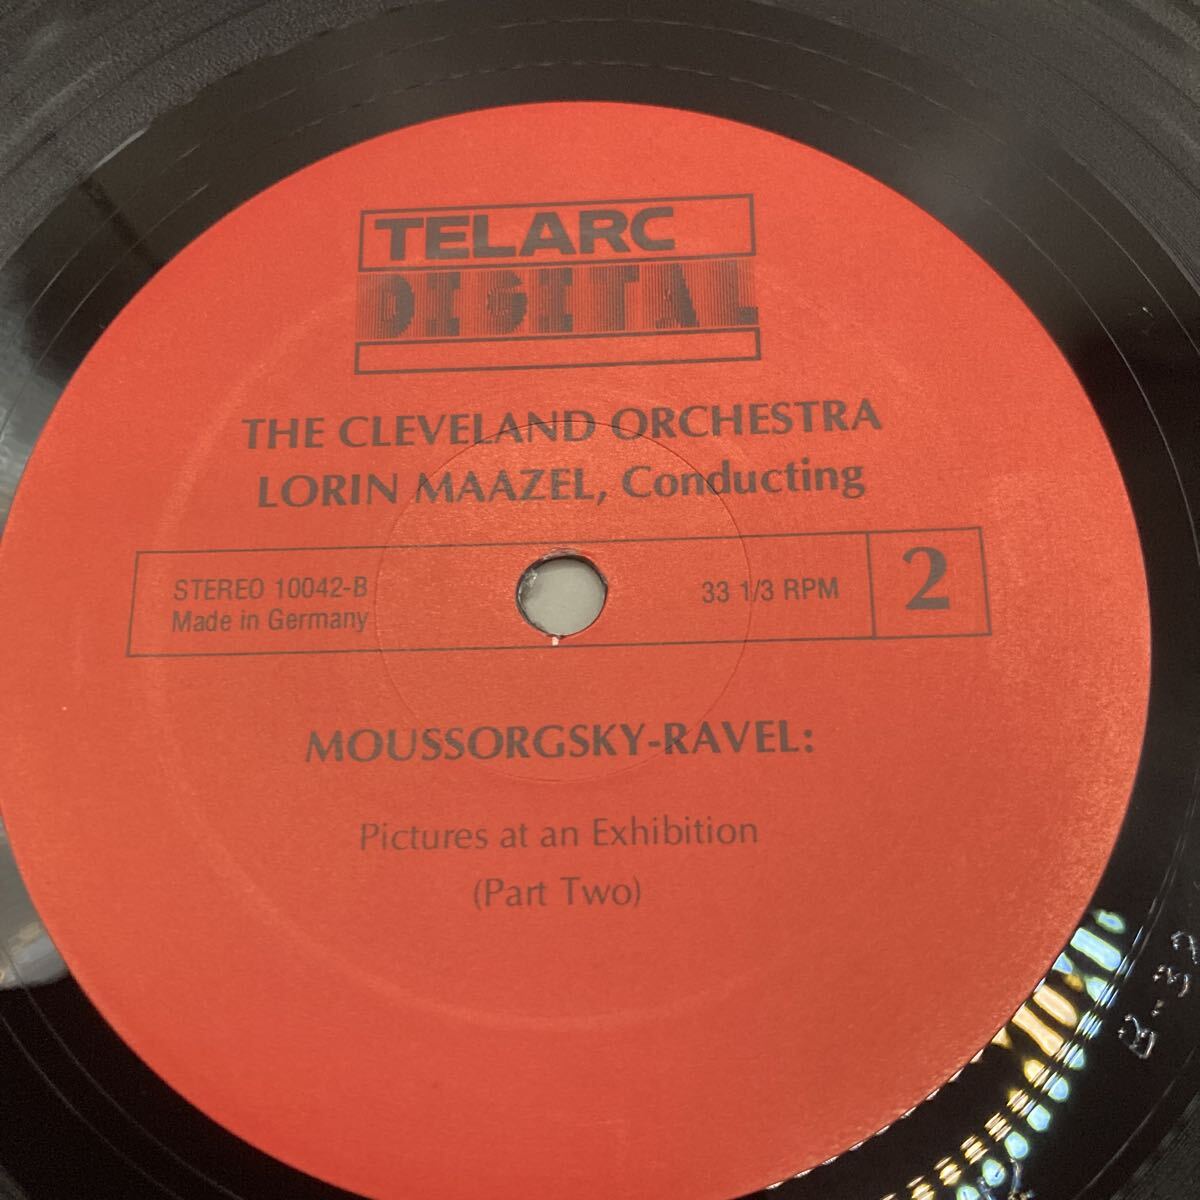 TELARC
DIGITAL
THE CLEVELAND ORCHESTRA
LORIN MAAZEL, Conducting
STEREO 10042-B
Made in Germany
33 1/3 RPM
2
MOUSSORGSKY-RAVEL:
Pictures at an Exhibition
(Part Two)